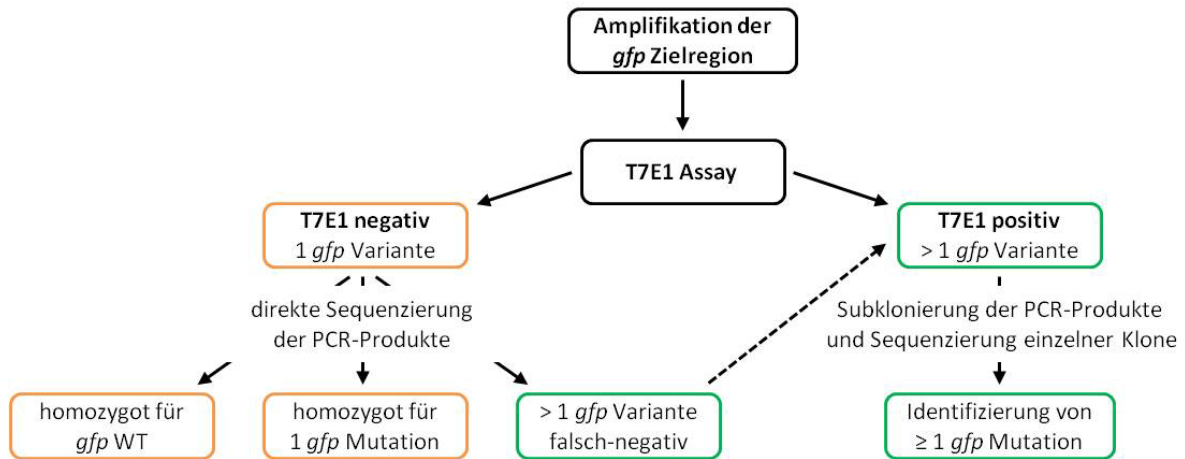 Amplifikation der
gfp Zielregion
T7E1 Assay
T7E1 negativ
1 gfp Variante
T7E1 positiv
> 1 gfp Variante
direkte Sequenzierung
der PCR-Produkte
Subklonierung der PCR-Produkte
und Sequenzierung einzelner Klone
homozygot für
gfp WT
homozygot für
1 gfp Mutation
> 1 gfp Variante
falsch-negativ
Identifizierung von
≥ 1 gfp Mutation